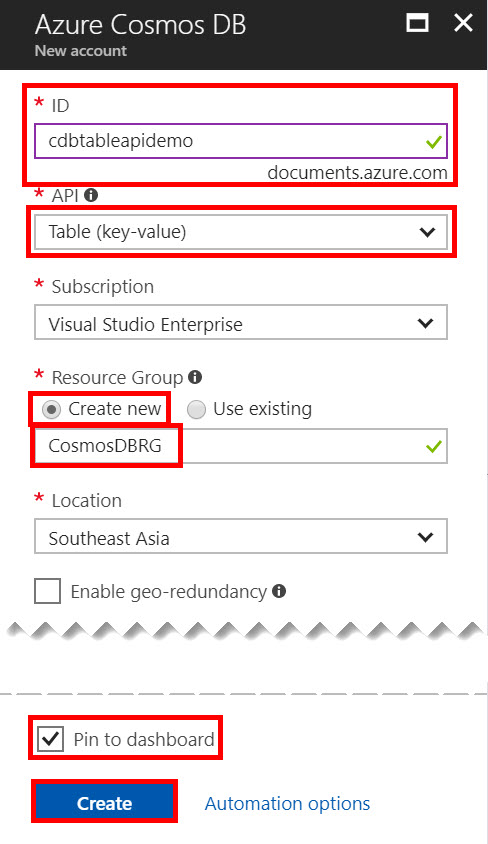 Azure Cosmos DB
New account
* ID
cdbtableapidemo
documents.azure.com
* API
Table (key-value)
* Subscription
Visual Studio Enterprise
* Resource Group
Create new Use existing
CosmosDBRG
* Location
Southeast Asia
Enable geo-redundancy
Pin to dashboard
Create Automation options